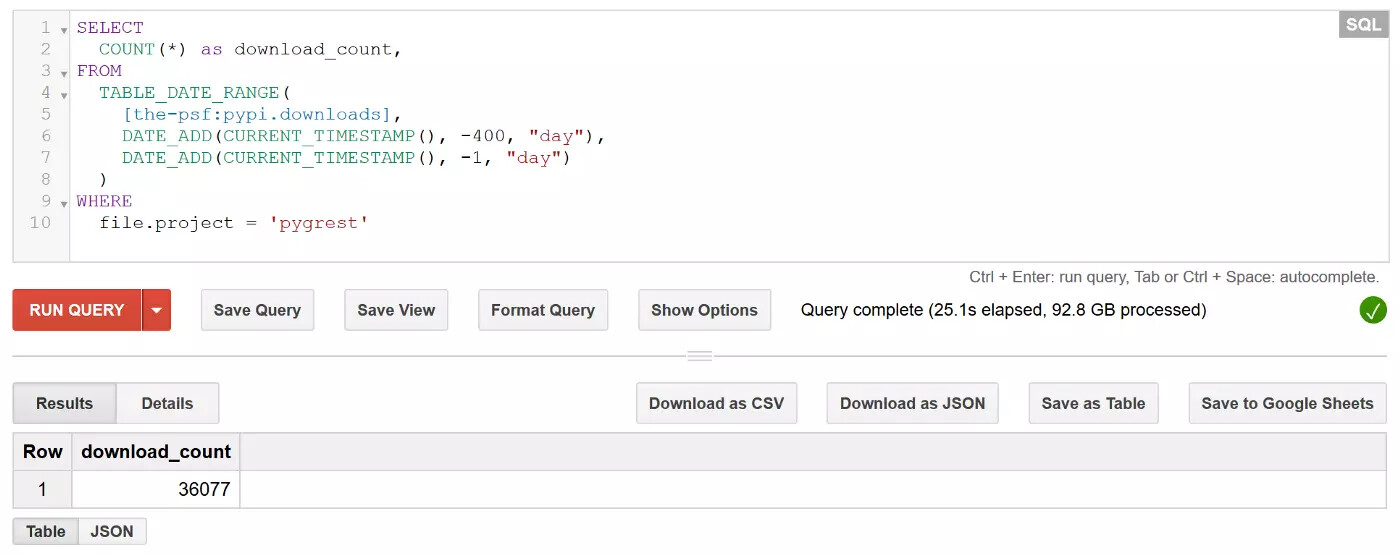 SQL
1 SELECT
2 COUNT(*) as download_count,
3 FROM
4 TABLE_DATE_RANGE(
5 [the-psf:pypi.downloads],
6 DATE_ADD(CURRENT_TIMESTAMP(), -400, "day"),
7 DATE_ADD(CURRENT_TIMESTAMP(), -1, "day")
8 )
9 WHERE
10 file.project = 'pygrest'
Ctrl + Enter: run query, Tab or Ctrl + Space: autocomplete.
RUN QUERY Save Query Save View Format Query Show Options Query complete (25.1s elapsed, 92.8 GB processed)
Results Details Download as CSV Download as JSON Save as Table Save to Google Sheets
Row download_count
1 36077
Table JSON